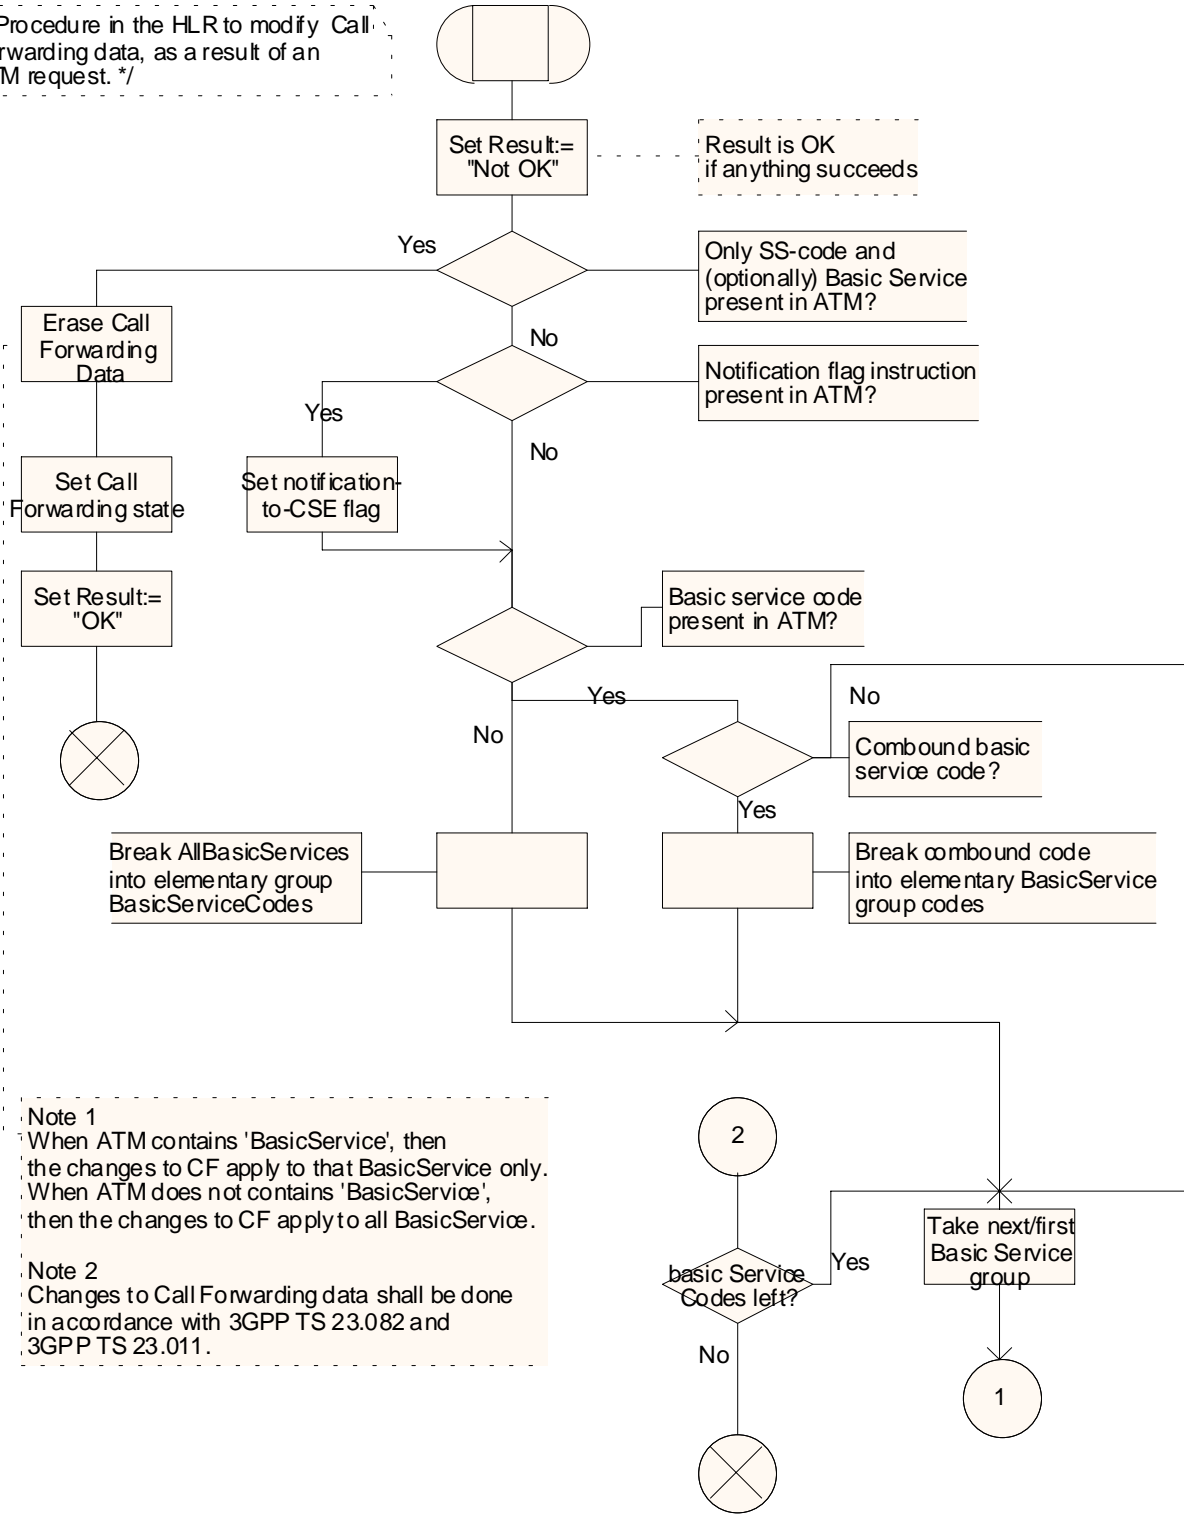 Procedure in the HLR to modify Call
rwarding data, as a result of an
M request. */
Set Result:=
"Not OK"
Result is OK
if anything succeeds
Yes
Only SS-code and
(optionally) Basic Service
present in ATM?
Erase Call
Forwarding
Data
No
Notification flag instruction
present in ATM?
Yes
No
Set Call
Forwarding state
Set notification-
to-CSE flag
Set Result:=
"OK"
Basic service code
present in ATM?
Yes
No
No
Combound basic
service code?
Yes
Break AllBasicServices
into elementary group
BasicServiceCodes
Break combound code
into elementary BasicService
group codes
Note 1
When ATM contains 'BasicService', then
the changes to CF apply to that BasicService only.
When ATM does not contains 'BasicService',
then the changes to CF apply to all BasicService.
Note 2
Changes to Call Forwarding data shall be done
in accordance with 3GPP TS 23.082 and
3GPP TS 23.011.
2
Take next/first
Basic Service
group
basic Service
Codes left?
Yes
No
1